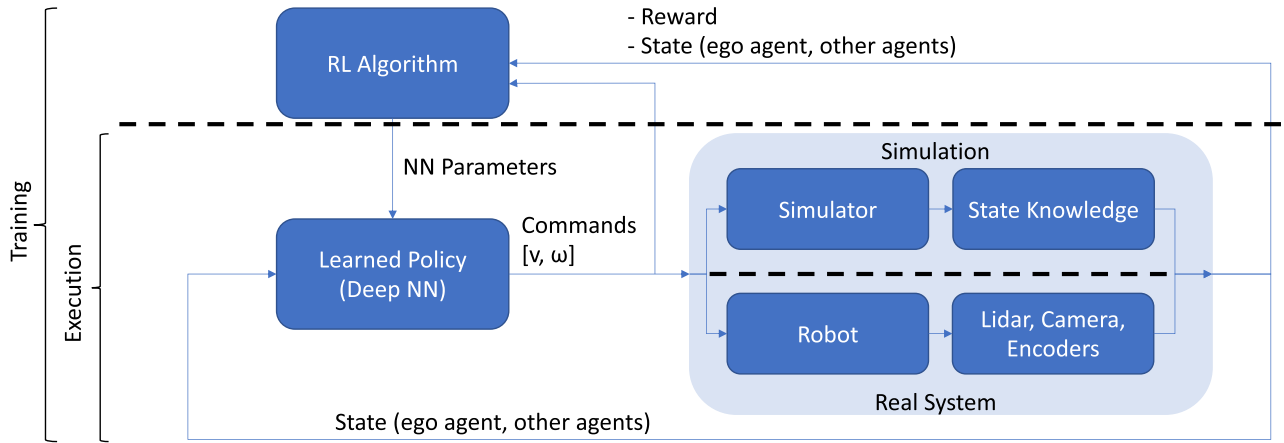 - Reward
- State (ego agent, other agents)
RL Algorithm
NN Parameters
Simulation
Simulator
State Knowledge
Commands
[v, ω]
Learned Policy
(Deep NN)
Training
Execution
Robot
Lidar, Camera,
Encoders
Real System
State (ego agent, other agents)